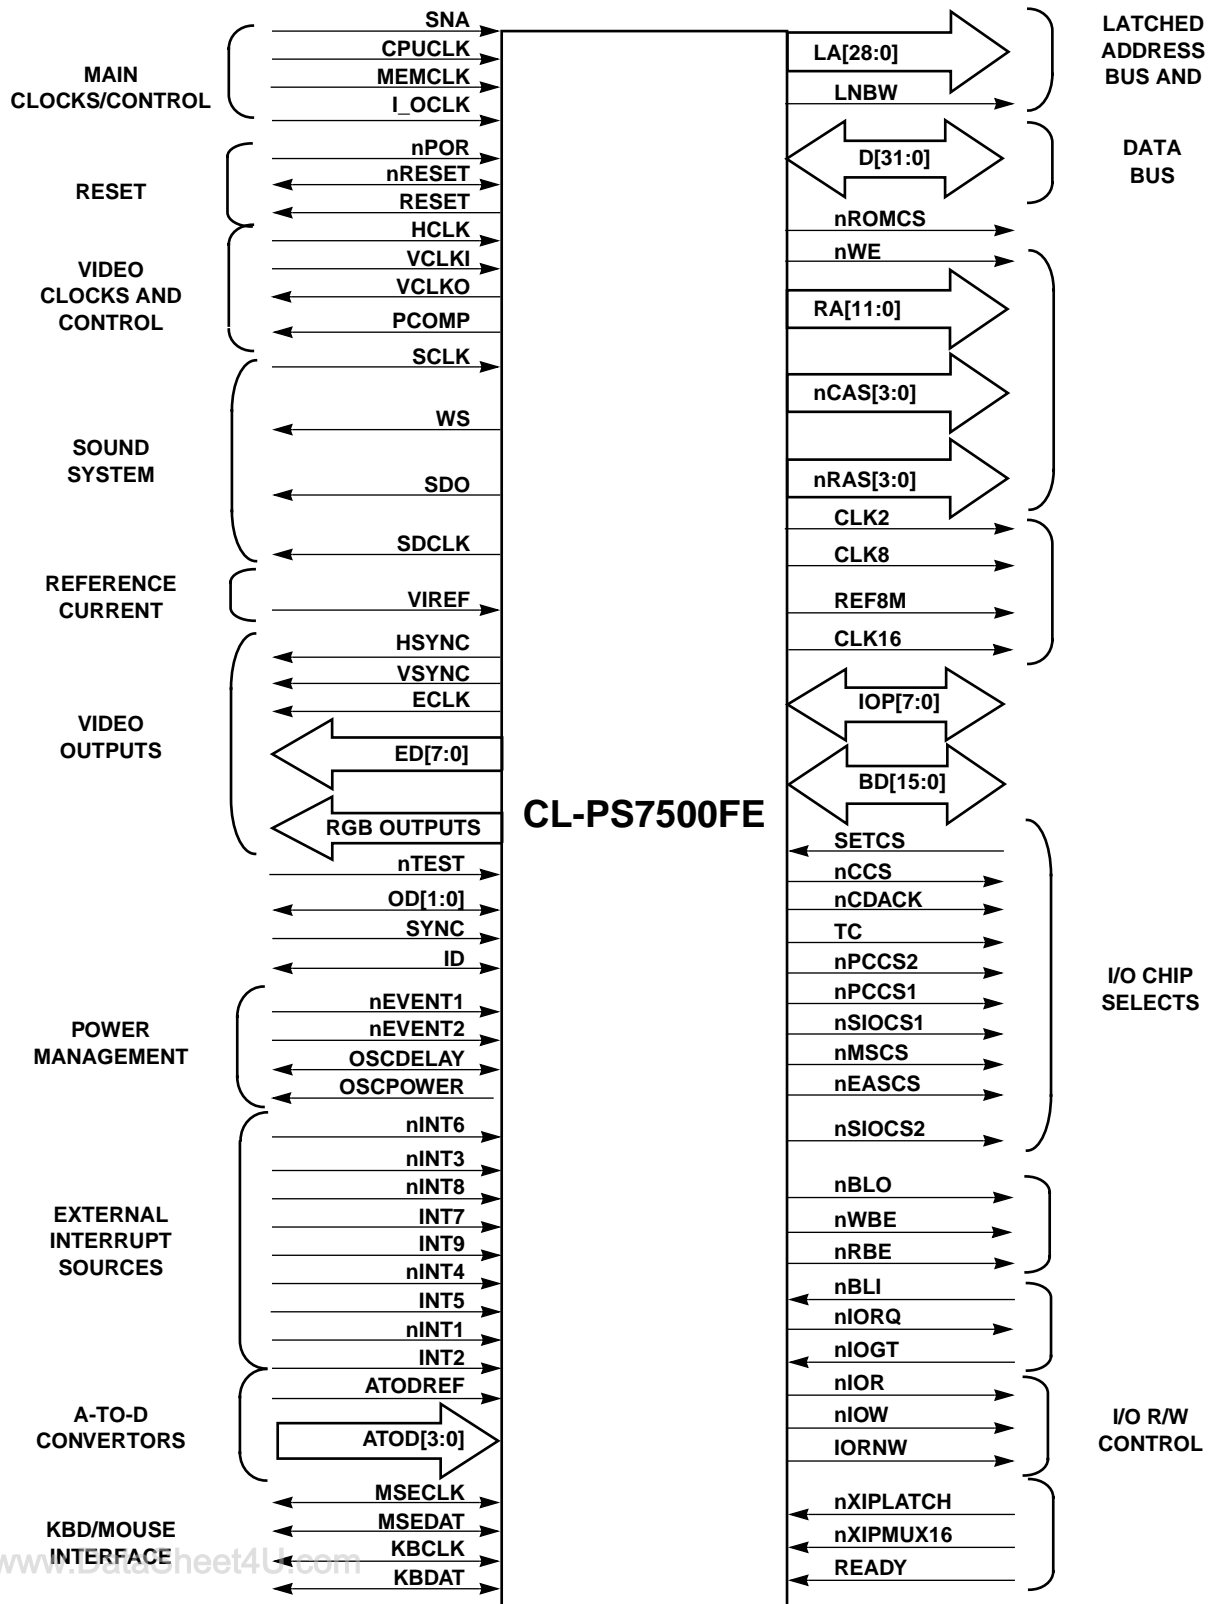 MAIN
CLOCKS/CONTROL
SNA
CPUCLK
MEMCLK
I_OCLK
RESET
nPOR
nRESET
RESET
VIDEO
CLOCKS AND
CONTROL
HCLK
VCLKI
VCLKO
PCOMP
SOUND
SYSTEM
SCLK
WS
SDO
SDCLK
REFERENCE
CURRENT
VIREF
VIDEO
OUTPUTS
HSYNC
VSYNC
ECLK
ED[7:0]
RGB OUTPUTS
nTEST
OD[1:0]
SYNC
ID
POWER
MANAGEMENT
nEVENT1
nEVENT2
OSCDELAY
OSCPOWER
EXTERNAL
INTERRUPT
SOURCES
nINT6
nINT3
nINT8
INT7
INT9
nINT4
INT5
nINT1
INT2
A-TO-D
CONVERTORS
ATODREF
ATOD[3:0]
KBD/MOUSE
INTERFACE
MSECLK
MSEDAT
KBCLK
KBDAT
www.DataSheet4U.com
CL-PS7500FE
LA[28:0]
LNBW
LATCHED
ADDRESS
BUS AND
D[31:0]
DATA
BUS
nROMCS
nWE
RA[11:0]
nCAS[3:0]
nRAS[3:0]
CLK2
CLK8
REF8M
CLK16
IOP[7:0]
BD[15:0]
SETCS
nCCS
nCDACK
TC
nPCCS2
nPCCS1
nSIOCS1
nMSCS
nEASCS
nSIOCS2
I/O CHIP
SELECTS
nBLO
nWBE
nRBE
nBLI
nIORQ
nIOGT
nIOR
nIOW
IORNW
I/O R/W
CONTROL
nXIPLATCH
nXIPMUX16
READY